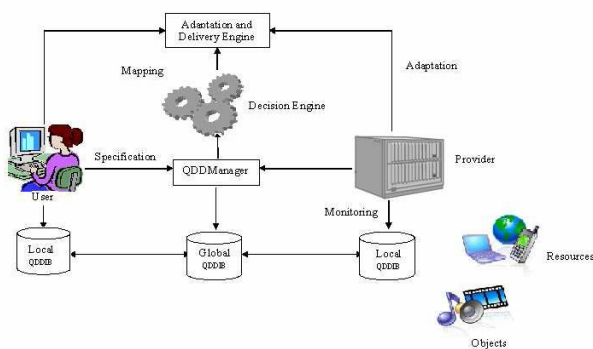 Adaptation and
Delivery Engine
Mapping
Adaptation
Decision Engine
Specification
QDDManager
Provider
User
Monitoring
Local
QDDIB
Global
QDDIB
Local
QDDIB
Resources
Objects